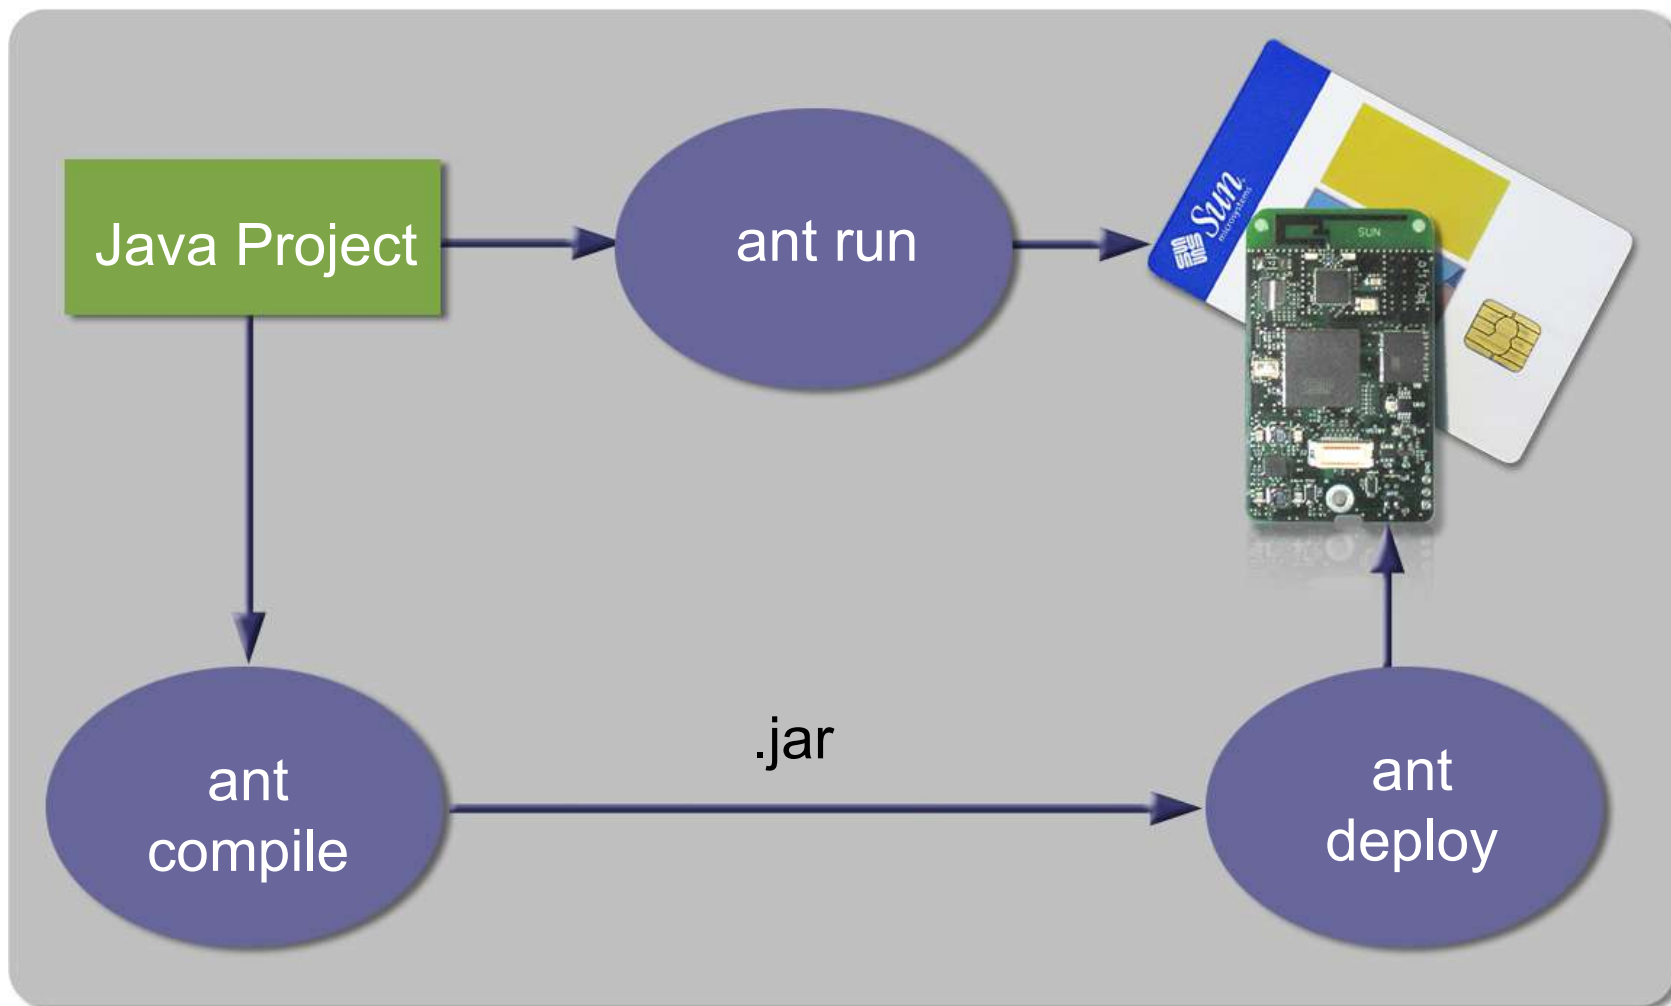 Java Project
ant run
Sun
microsystems
SUN
.jar
ant
compile
ant
deploy